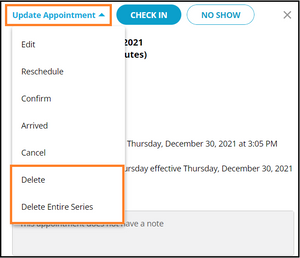 Update Appointment CHECK IN NO SHOW
2021
Edit utes)
Reschedule
Confirm
Arrived
Thursday, December 30, 2021 at 3:05 PM
Cancel
Delete ursday effective Thursday, December 30, 2021
Delete Entire Series
This appointment does not have a note